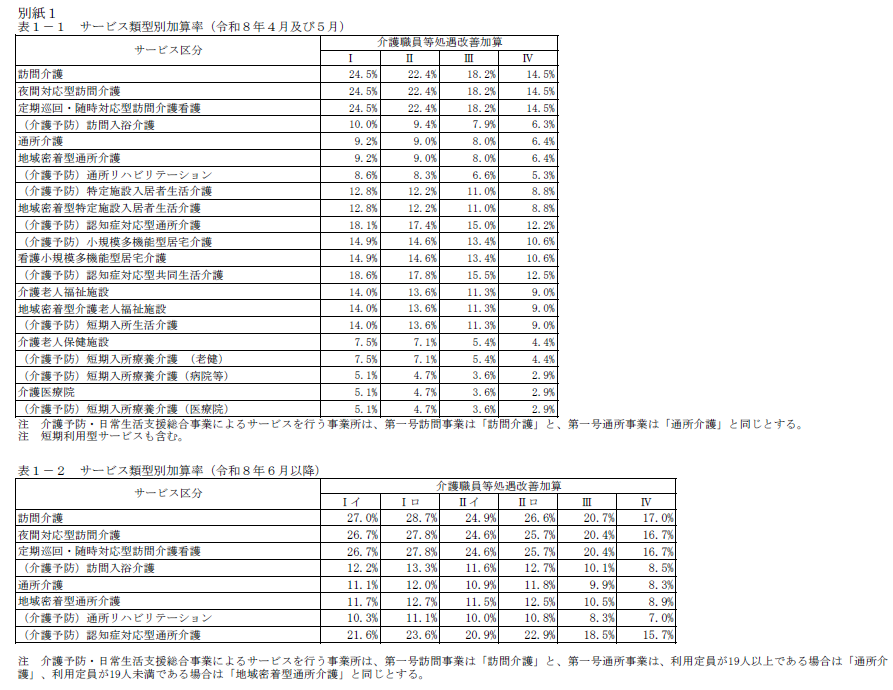 別紙１
表１－１　サービス類型別加算率（令和８年４月及び５月）
サービス区分　介護職員等処遇改善加算
Ⅰ　Ⅱ　Ⅲ　Ⅳ
訪問介護　24.5%　22.4%　18.2%　14.5%
夜間対応型訪問介護　24.5%　22.4%　18.2%　14.5%
定期巡回・随時対応型訪問介護看護　24.5%　22.4%　18.2%　14.5%
（介護予防）訪問入浴介護　10.0%　9.4%　7.9%　6.3%
通所介護　9.2%　9.0%　8.0%　6.4%
地域密着型通所介護　9.2%　9.0%　8.0%　6.4%
（介護予防）通所リハビリテーション　8.6%　8.3%　6.6%　5.3%
（介護予防）特定施設入居者生活介護　12.8%　12.2%　11.0%　8.8%
地域密着型特定施設入居者生活介護　12.8%　12.2%　11.0%　8.8%
（介護予防）認知症対応型通所介護　18.1%　17.4%　15.0%　12.2%
（介護予防）小規模多機能型居宅介護　14.9%　14.6%　13.4%　10.6%
看護小規模多機能型居宅介護　14.9%　14.6%　13.4%　10.6%
（介護予防）認知症対応型共同生活介護　18.6%　17.8%　15.5%　12.5%
介護老人福祉施設　14.0%　13.6%　11.3%　9.0%
地域密着型介護老人福祉施設　14.0%　13.6%　11.3%　9.0%
（介護予防）短期入所生活介護　14.0%　13.6%　11.3%　9.0%
介護老人保健施設　7.5%　7.1%　5.4%　4.4%
（介護予防）短期入所療養介護　（老健）　7.5%　7.1%　5.4%　4.4%
（介護予防）短期入所療養介護（病院等）　5.1%　4.7%　3.6%　2.9%
介護医療院　5.1%　4.7%　3.6%　2.9%
（介護予防）短期入所療養介護（医療院）　5.1%　4.7%　3.6%　2.9%
注　介護予防・日常生活支援総合事業によるサービスを行う事業所は、第一号訪問事業は「訪問介護」と、第一号通所事業は「通所介護」と同じとする。
注　短期利用型サービスも含む。
表１－２　サービス類型別加算率（令和８年６月以降）
サービス区分　介護職員等処遇改善加算
Ⅰイ　Ⅰロ　Ⅱイ　Ⅱロ　Ⅲ　Ⅳ
訪問介護　27.0%　28.7%　24.9%　26.6%　20.7%　17.0%
夜間対応型訪問介護　26.7%　27.8%　24.6%　25.7%　20.4%　16.7%
定期巡回・随時対応型訪問介護看護　26.7%　27.8%　24.6%　25.7%　20.4%　16.7%
（介護予防）訪問入浴介護　12.2%　13.3%　11.6%　12.7%　10.1%　8.5%
通所介護　11.1%　12.0%　10.9%　11.8%　9.9%　8.3%
地域密着型通所介護　11.7%　12.7%　11.5%　12.5%　10.5%　8.9%
（介護予防）通所リハビリテーション　10.3%　11.1%　10.0%　10.8%　8.3%　7.0%
（介護予防）認知症対応型通所介護　21.6%　23.6%　20.9%　22.9%　18.5%　15.7%
注　介護予防・日常生活支援総合事業によるサービスを行う事業所は、第一号訪問事業は「訪問介護」と、第一号通所事業は、利用定員が19人以上である場合は「通所介
護」、利用定員が19人未満である場合は「地域密着型通所介護」と同じとする。